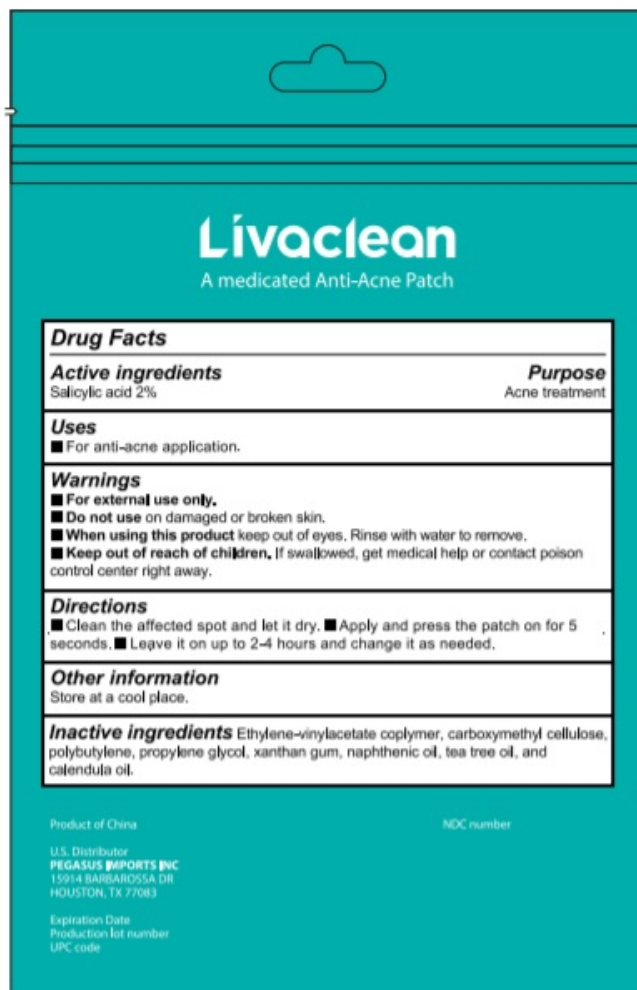 Lívaclean
A medicated Anti-Acne Patch
Drug Facts
Active ingredients Purpose
Salicylic acid 2% Acne treatment
Uses
■ For anti-acne application.
Warnings
■ For external use only.
■ Do not use on damaged or broken skin.
■ When using this product keep out of eyes. Rinse with water to remove.
■ Keep out of reach of children. If swallowed, get medical help or contact poison
control center right away.
Directions
■ Clean the affected spot and let it dry. ■ Apply and press the patch on for 5
seconds. ■ Leave it on up to 2-4 hours and change it as needed.
Other information
Store at a cool place.
Inactive ingredients Ethylene-vinylacetate coplymer, carboxymethyl cellulose,
polybutylene, propylene glycol, xanthan gum, naphthenic oil, tea tree oil, and
calendula oil.
Product of China NDC number
U.S. Distributor
PEGASUS IMPORTS INC
15914 BARBAROSSA DR
HOUSTON, TX 77083
Expiration Date
Production lot number
UPC code